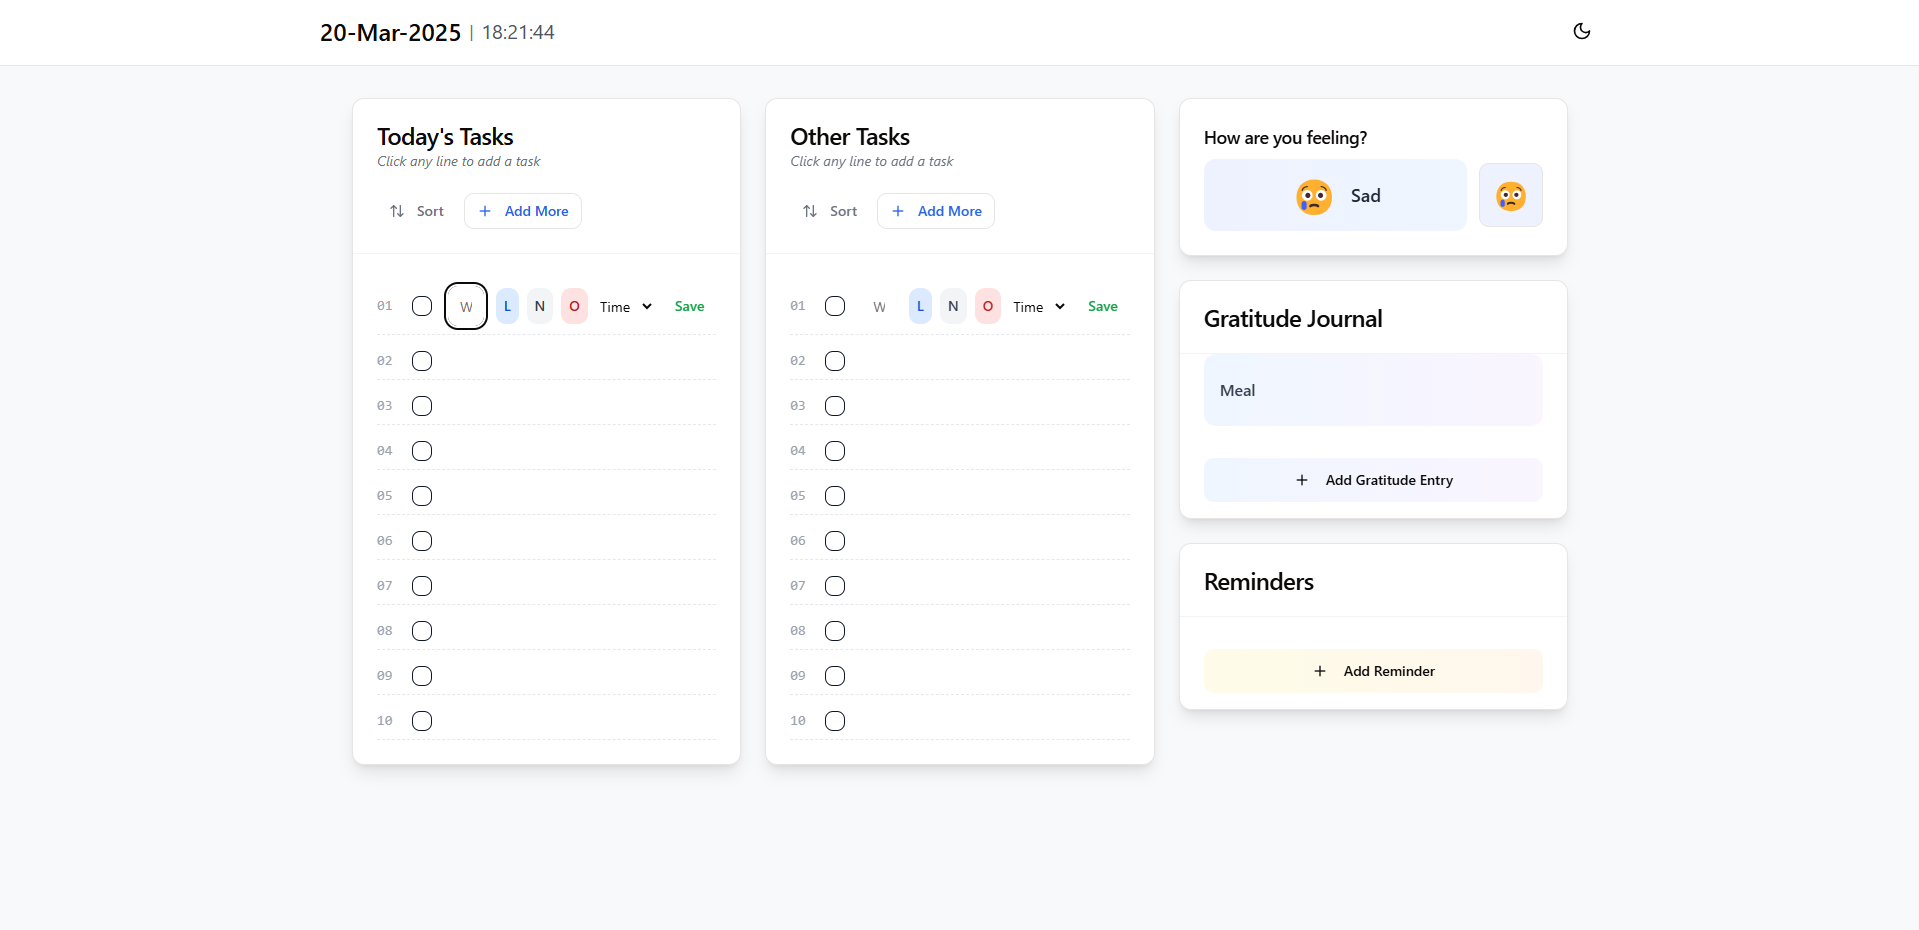 20-Mar-2025 | 18:21:44
Today's Tasks
Click any line to add a task
Sort
+ Add More
01 W L N O Time Save
02
03
04
05
06
07
08
09
10
Other Tasks
Click any line to add a task
Sort
+ Add More
01 W L N O Time Save
02
03
04
05
06
07
08
09
10
How are you feeling?
Sad
Gratitude Journal
Meal
+ Add Gratitude Entry
Reminders
+ Add Reminder